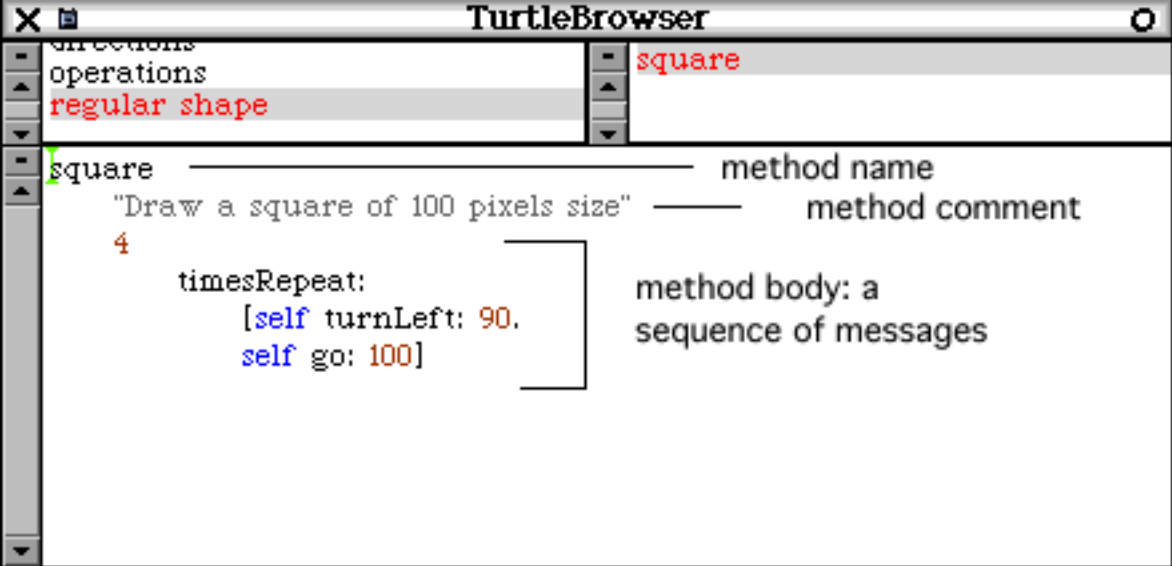 TurtleBrowser
directions
operations
regular shape
square
square
method name
"Draw a square of 100 pixels size"
method comment
4
timesRepeat:
[self turnLeft: 90.
self go: 100]
method body: a
sequence of messages